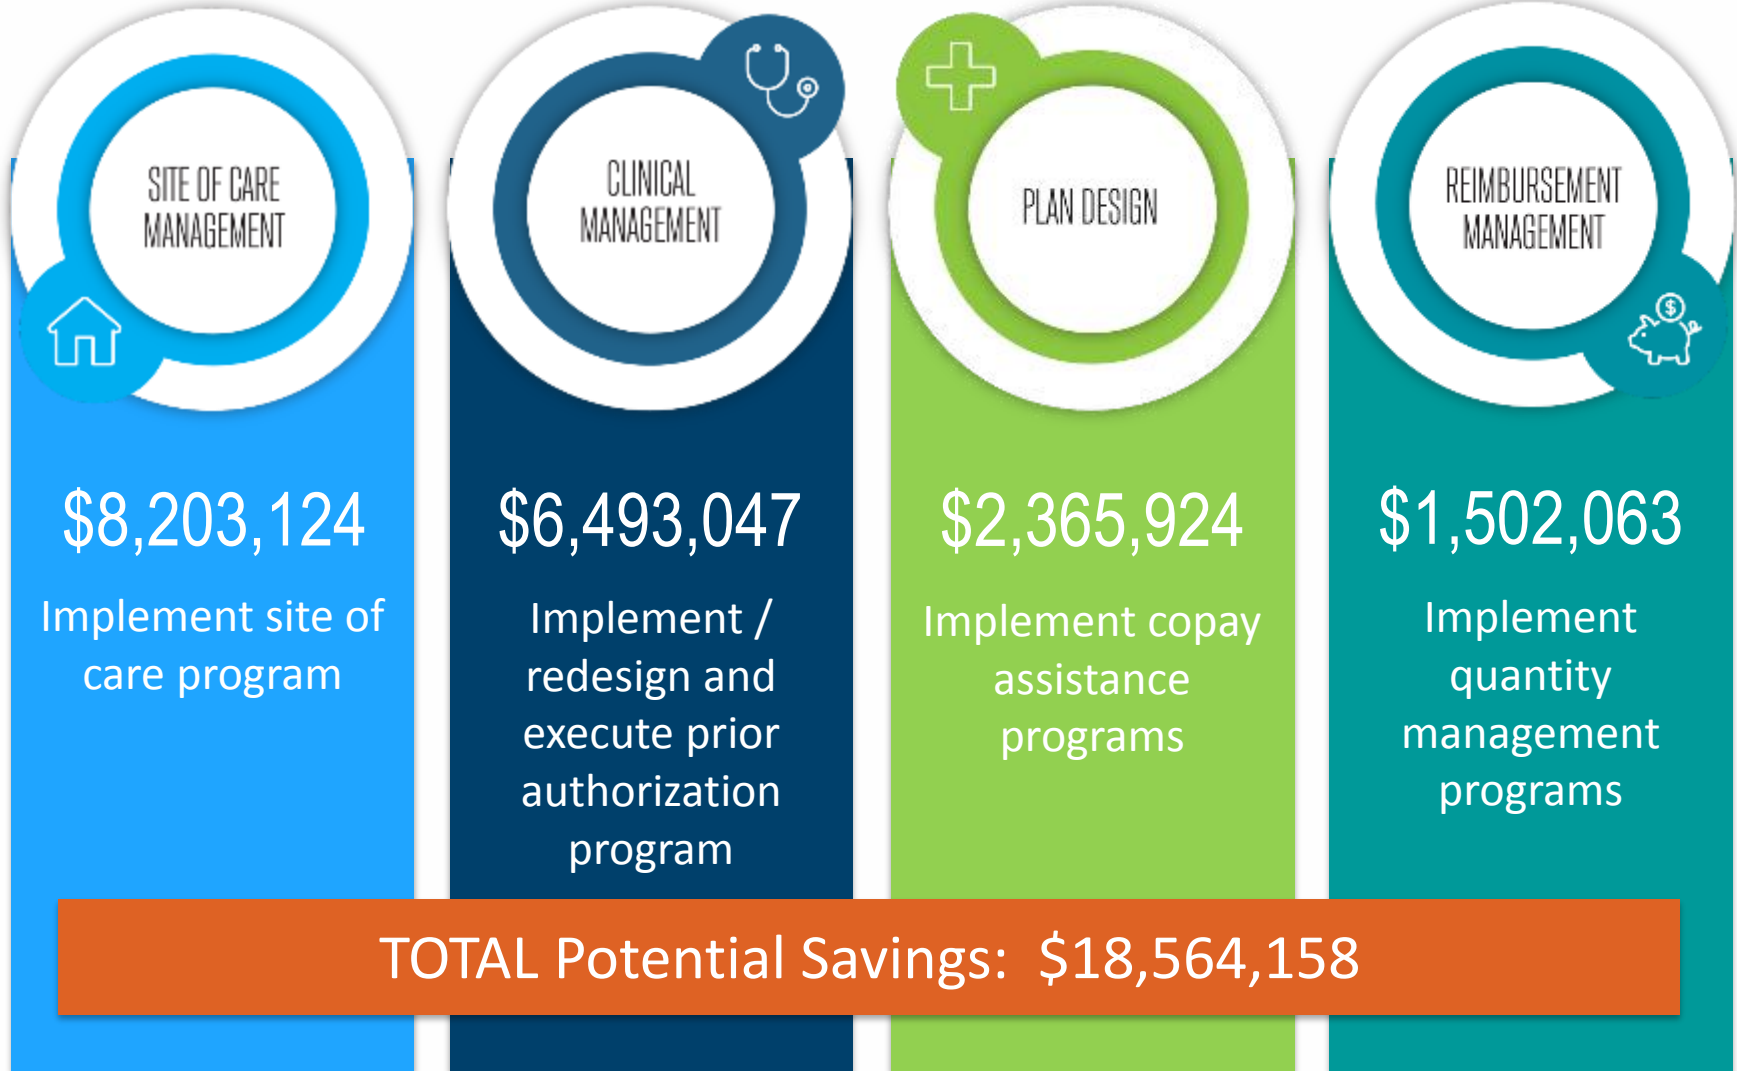 SITE OF CARE
MANAGEMENT
$8,203,124
Implement site of
care program
CLINICAL
MANAGEMENT
$6,493,047
Implement /
redesign and
execute prior
authorization
program
PLAN DESIGN
$2,365,924
Implement copay
assistance
programs
REIMBURSEMENT
MANAGEMENT
$
$1,502,063
Implement
quantity
management
programs
TOTAL Potential Savings: $18,564,158